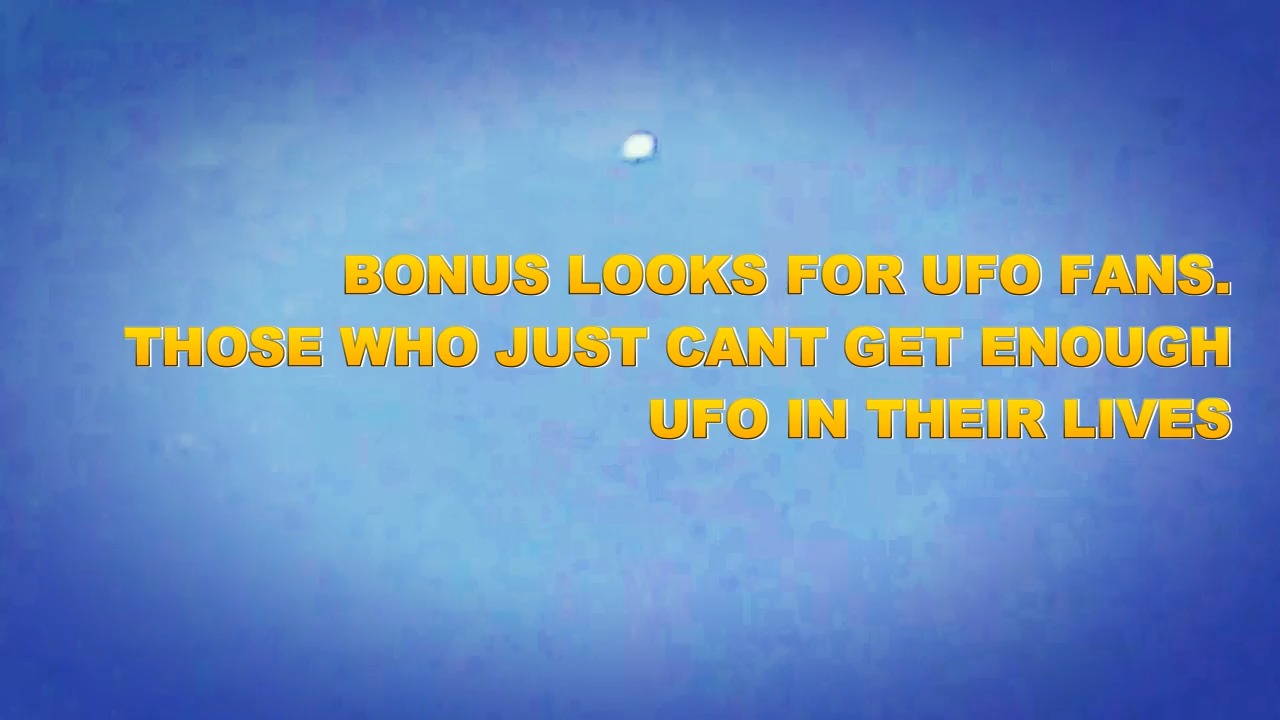 BONUS LOOKS FOR UFO FANS.
THOSE WHO JUST CANT GET ENOUGH
UFO IN THEIR LIVES